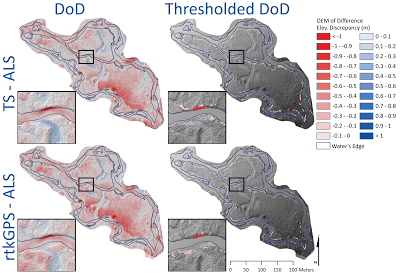 DoD
Thresholded DoD
TS - ALS
rtkGPS - ALS
DEM of Difference
Elev. Discrepancy (m)
< -1
-1 - -0.9
-0.9 - -0.8
-0.8 - -0.7
-0.7 - -0.6
-0.6 - -0.5
-0.5 - -0.4
-0.4 - -0.3
-0.3 - -0.2
-0.2 - -0.1
-0.1 - 0
0 - 0.1
0.1 - 0.2
0.2 - 0.3
0.3 - 0.4
0.4 - 0.5
0.5 - 0.6
0.6 - 0.7
0.7 - 0.8
0.8 - 0.9
0.9 - 1
> 1
Water's Edge
0 50 100 200 Meters
N